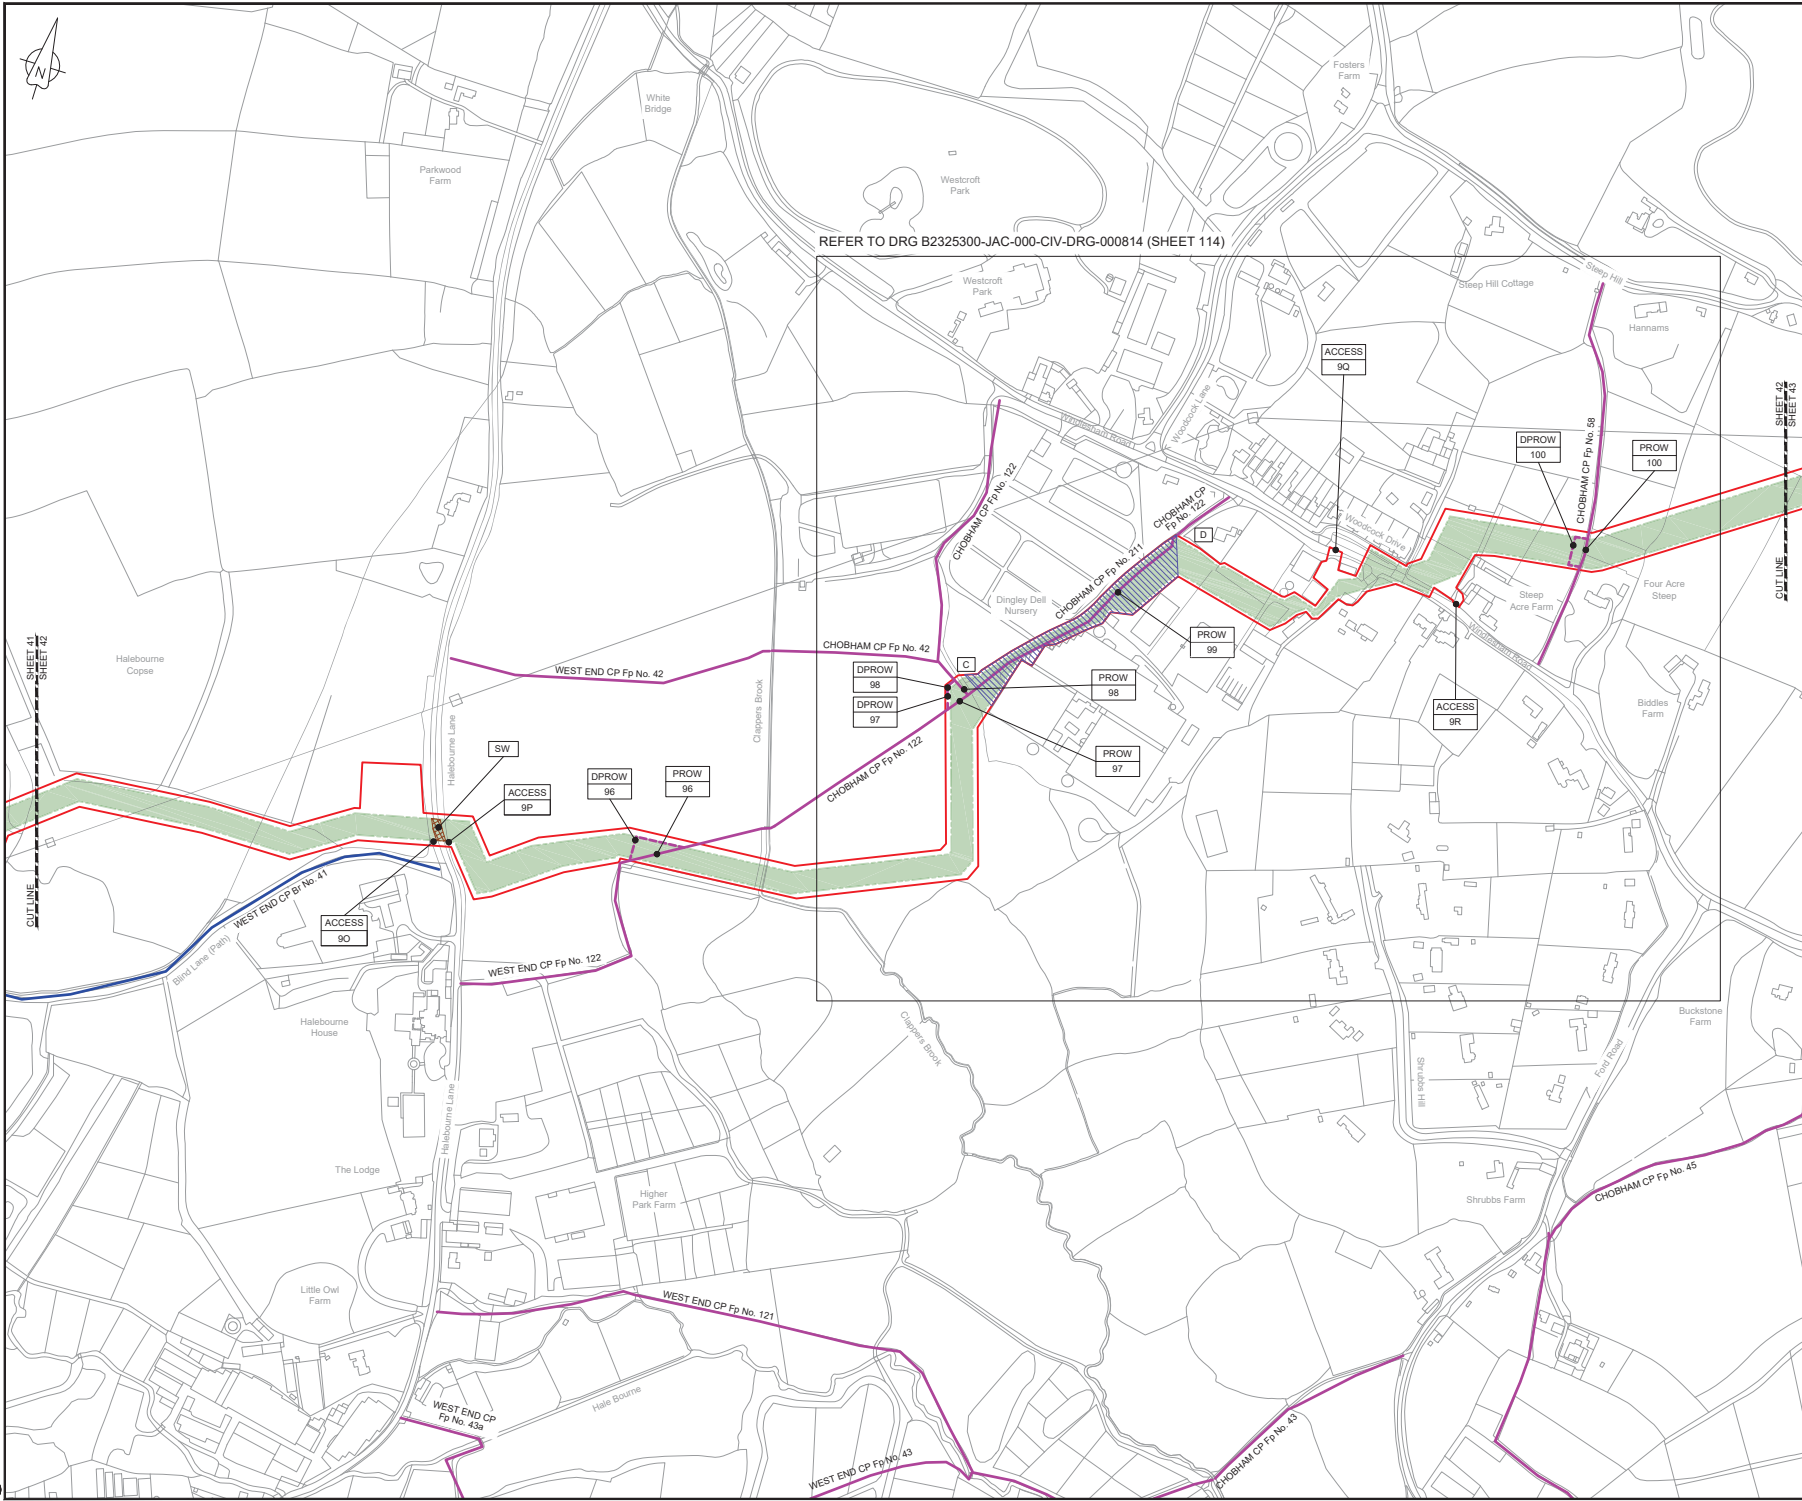 N
White
Bridge
Fosters
Farm
Parkwood
Farm
Westcroft
Park
REFER TO DRG B2325300-JAC-000-CIV-DRG-000814 (SHEET 114)
Westcroft
Park
Steep Hill
Steep Hill Cottage
Hannams
ACCESS
9Q
Woodcock Lane
Windlesham Road
SHEET 42
SHEET 43
CUT LINE
DPROW
100
PROW
100
CHOBHAM CP Fp No. 58
CHOBHAM CP Fp No. 122
CHOBHAM CP
Fp No. 122
D
Woodcock Drive
CHOBHAM CP Fp No. 211
Dingley Dell
Nursery
Steep
Acre Farm
Four Acre
Steep
Windlesham Road
PROW
99
SHEET 41
SHEET 42
CUT LINE
Halebourne
Copse
WEST END CP Fp No. 42
CHOBHAM CP Fp No. 42
C
DPROW
98
DPROW
97
PROW
98
PROW
97
ACCESS
9R
Biddles
Farm
Clappers Brook
Halebourne Lane
SW
ACCESS
9P
DPROW
96
PROW
96
CHOBHAM CP Fp No. 122
WEST END CP Br No. 41
ACCESS
9O
Blind Lane (Path)
WEST END CP Fp No. 122
Halebourne
House
Clappers Brook
Buckstone
Farm
Ford Road
Shrubbs Hill
Halebourne Lane
The Lodge
Higher
Park Farm
Shrubbs Farm
CHOBHAM CP Fp No. 45
Little Owl
Farm
WEST END CP Fp No. 121
Hale Bourne
WEST END CP
Fp No. 43a
WEST END CP Fp No. 43
CHOBHAM CP Fp No. 43